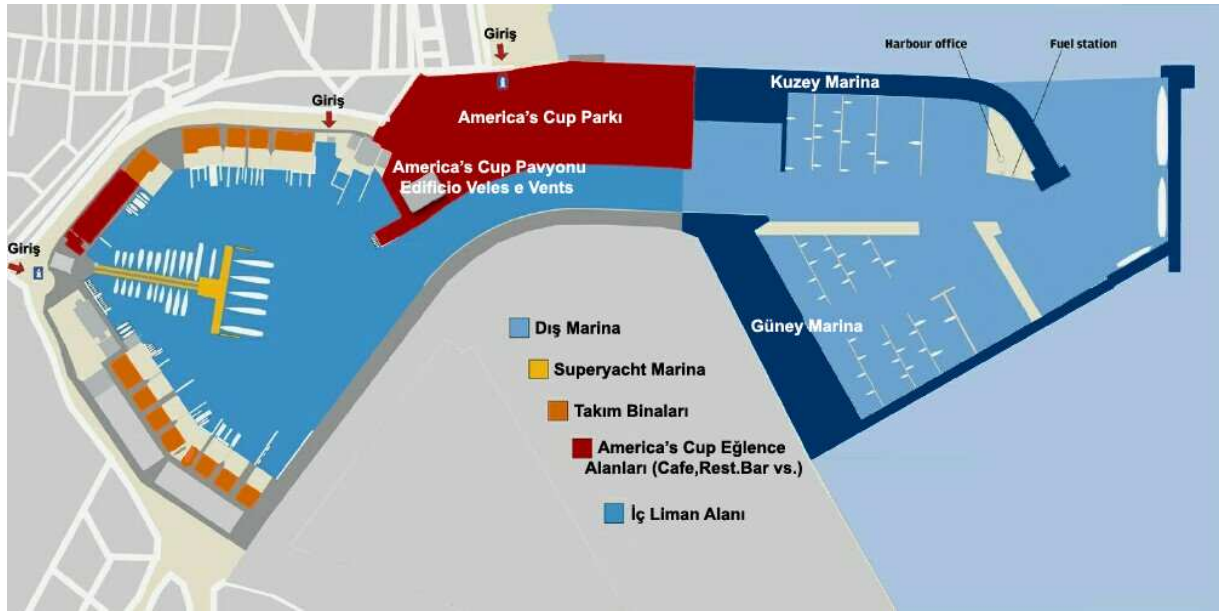 Harbour office
Fuel station
Giriş
Kuzey Marina
Giriş
America's Cup Parkı
America's Cup Pavyonu
Edificio Veles e Vents
Giriş
Güney Marina
Dış Marina
Superyacht Marina
Takım Binaları
America's Cup Eğlence
Alanları (Cafe,Rest.Bar vs.)
İç Liman Alanı